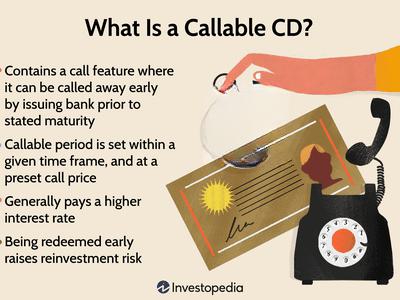 What Is a Callable CD?
Contains a call feature where
it can be called away early
by issuing bank prior to
stated maturity
Callable period is set within a
given time frame, and at a
preset call price
Generally pays a higher
interest rate
Being redeemed early
raises reinvestment risk
Investopedia